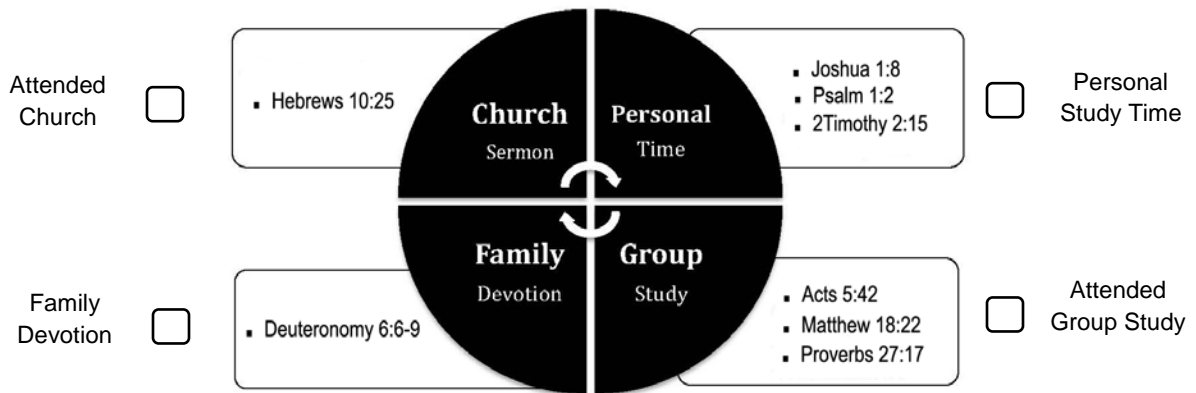 Attended
Church
▪ Hebrews 10:25
Church
Sermon
Personal
Time
▪ Joshua 1:8
▪ Psalm 1:2
▪ 2Timothy 2:15
Personal
Study Time
Family
Devotion
▪ Deuteronomy 6:6-9
Family
Devotion
Group
Study
▪ Acts 5:42
▪ Matthew 18:22
▪ Proverbs 27:17
Attended
Group Study